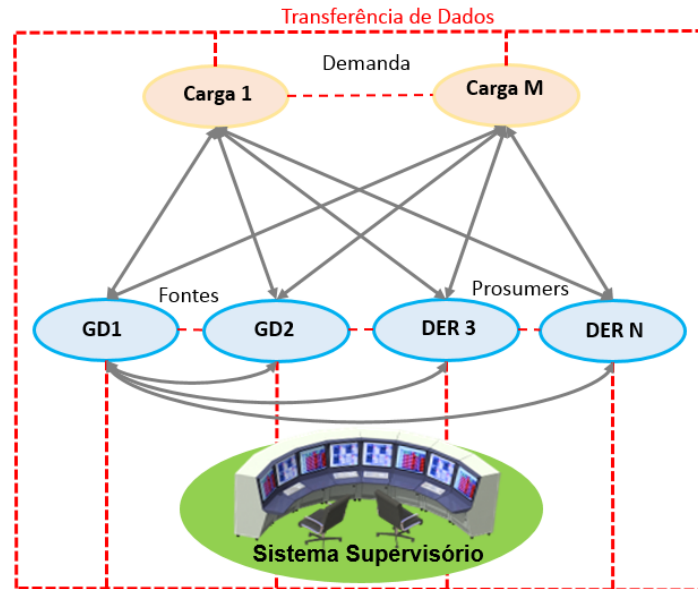 Transferência de Dados
Demanda
Carga 1
Carga M
Fontes
Prosumers
GD1
GD2
DER 3
DER N
Sistema Supervisório